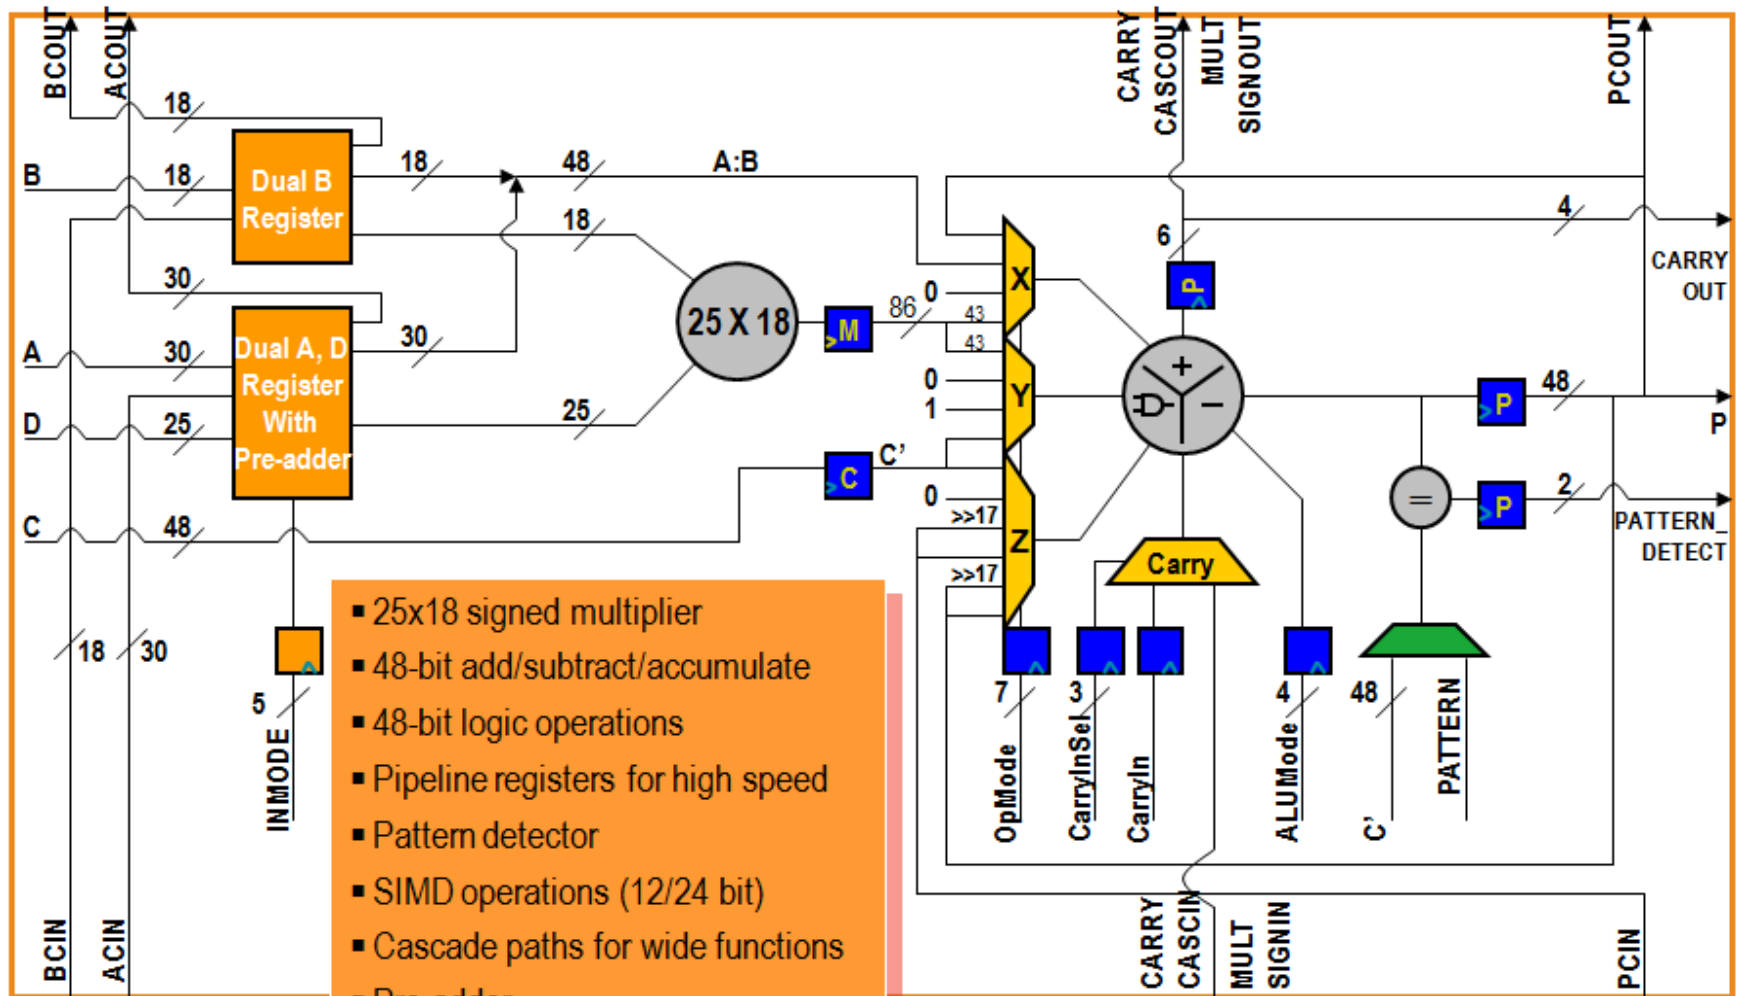 BCOUT
ACOUT
CARRY
CASCOUT
MULT
SIGNOUT
PCOUT
18
B
18
Dual B
Register
18
48
A:B
18
4
6
P
CARRY
OUT
30
A
30
Dual A, D
Register
With
Pre-adder
30
25 X 18
M
86
43
43
0
X
0
1
Y
+
−
P
48
P
D
25
25
C
C'
0
>>17
>>17
Z
=
P
2
PATTERN_
DETECT
C
48
Carry
18
30
5
INMODE
7
OpMode
3
CarryInSel
CarryIn
4
ALUMode
48
C'
PATTERN
▪ 25x18 signed multiplier
▪ 48-bit add/subtract/accumulate
▪ 48-bit logic operations
▪ Pipeline registers for high speed
▪ Pattern detector
▪ SIMD operations (12/24 bit)
▪ Cascade paths for wide functions
▪ Pre-adder
BCIN
ACIN
CARRY
CASCIN
MULT
SIGNIN
PCIN